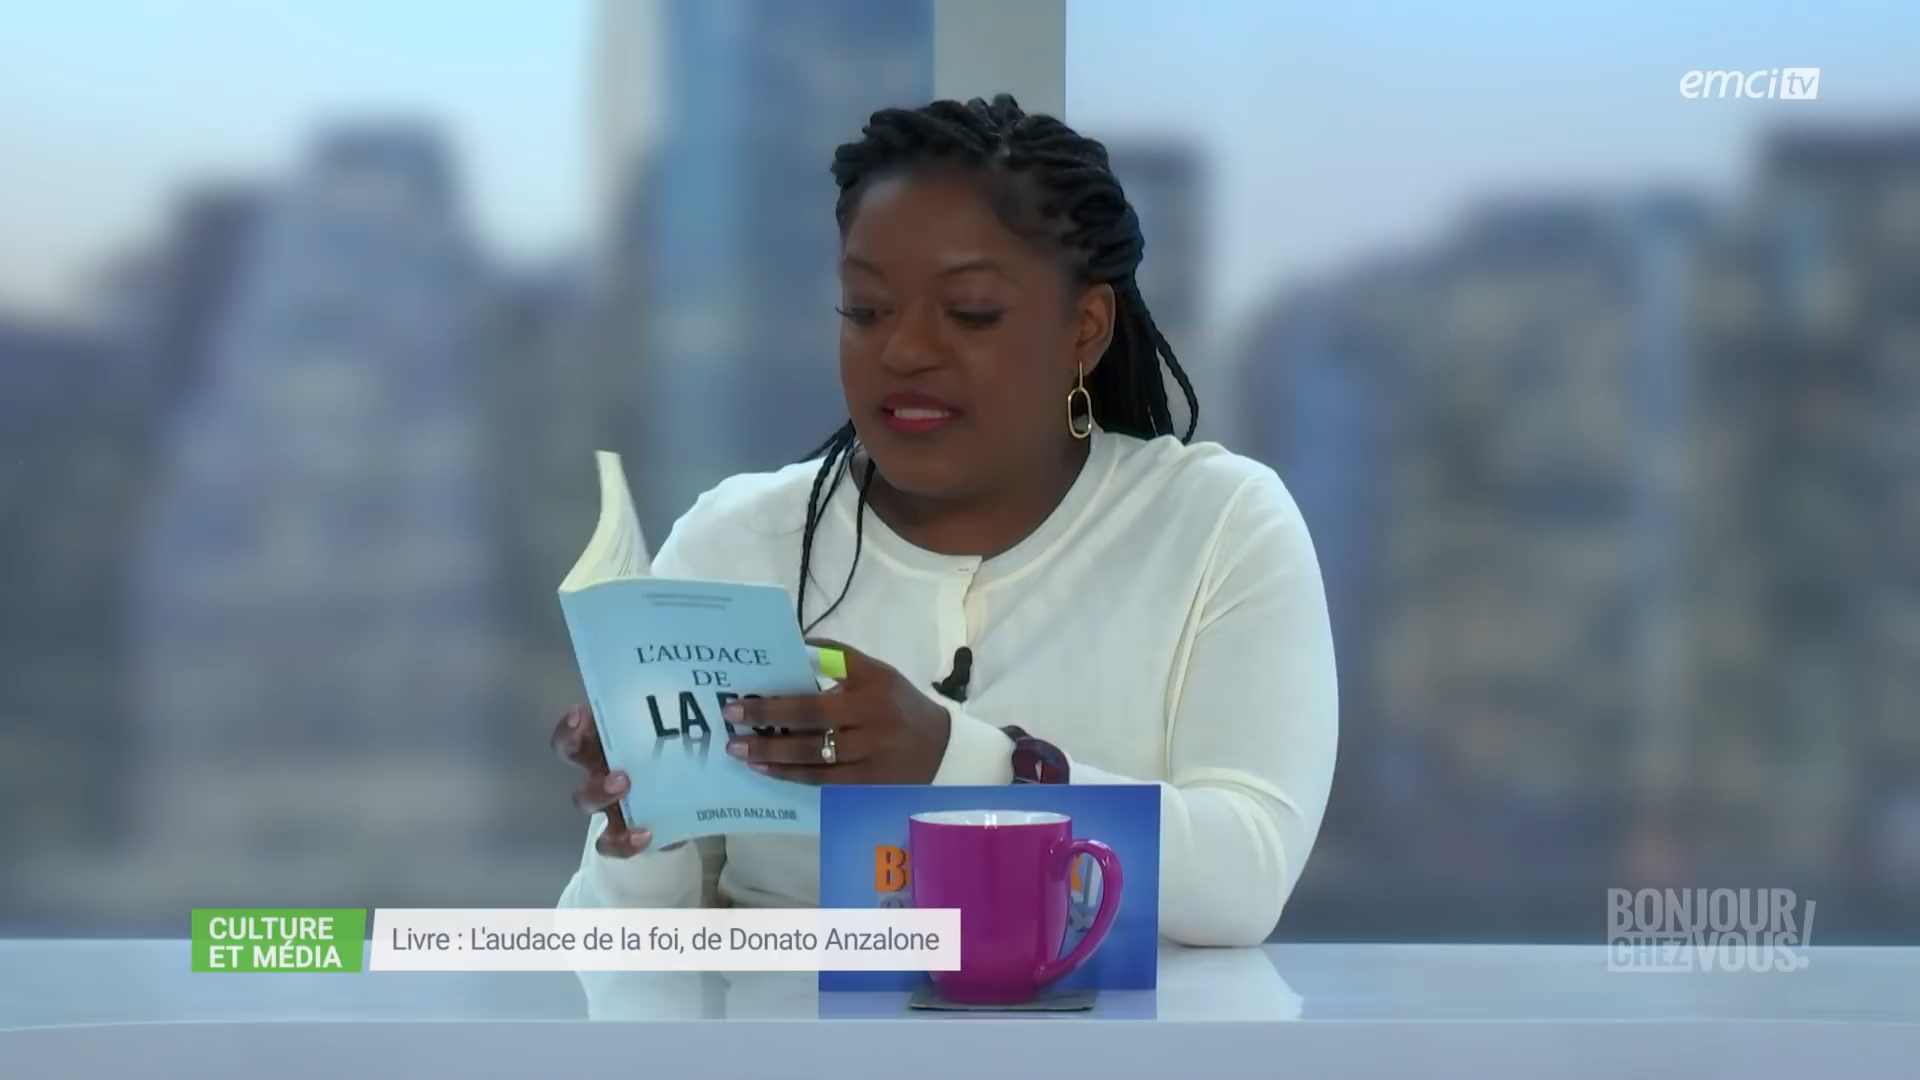 emci tv
L'AUDACE
DE
LA
DONATO ANZALONE
CULTURE
ET MÉDIA
Livre : L'audace de la foi, de Donato Anzalone
BONJOUR
CHEZ VOUS!